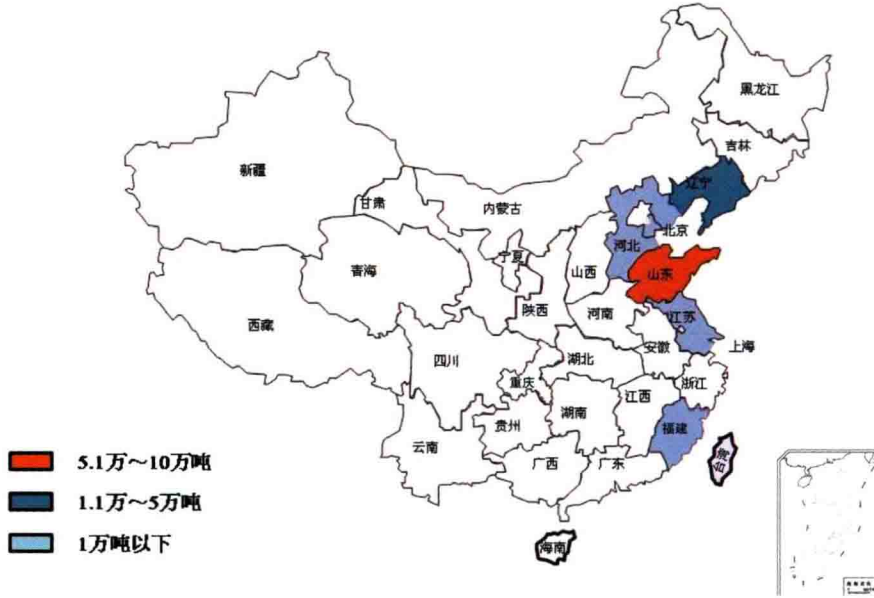 黑龙江
吉林
辽宁
新疆
甘肃
内蒙古
北京
河北
宁夏
山西
山东
青海
陕西
河南
江苏
西藏
安徽
上海
四川
湖北
重庆
浙江
江西
湖南
贵州
福建
云南
广西
广东
台湾
海南
5.1万～10万吨
1.1万～5万吨
1万吨以下